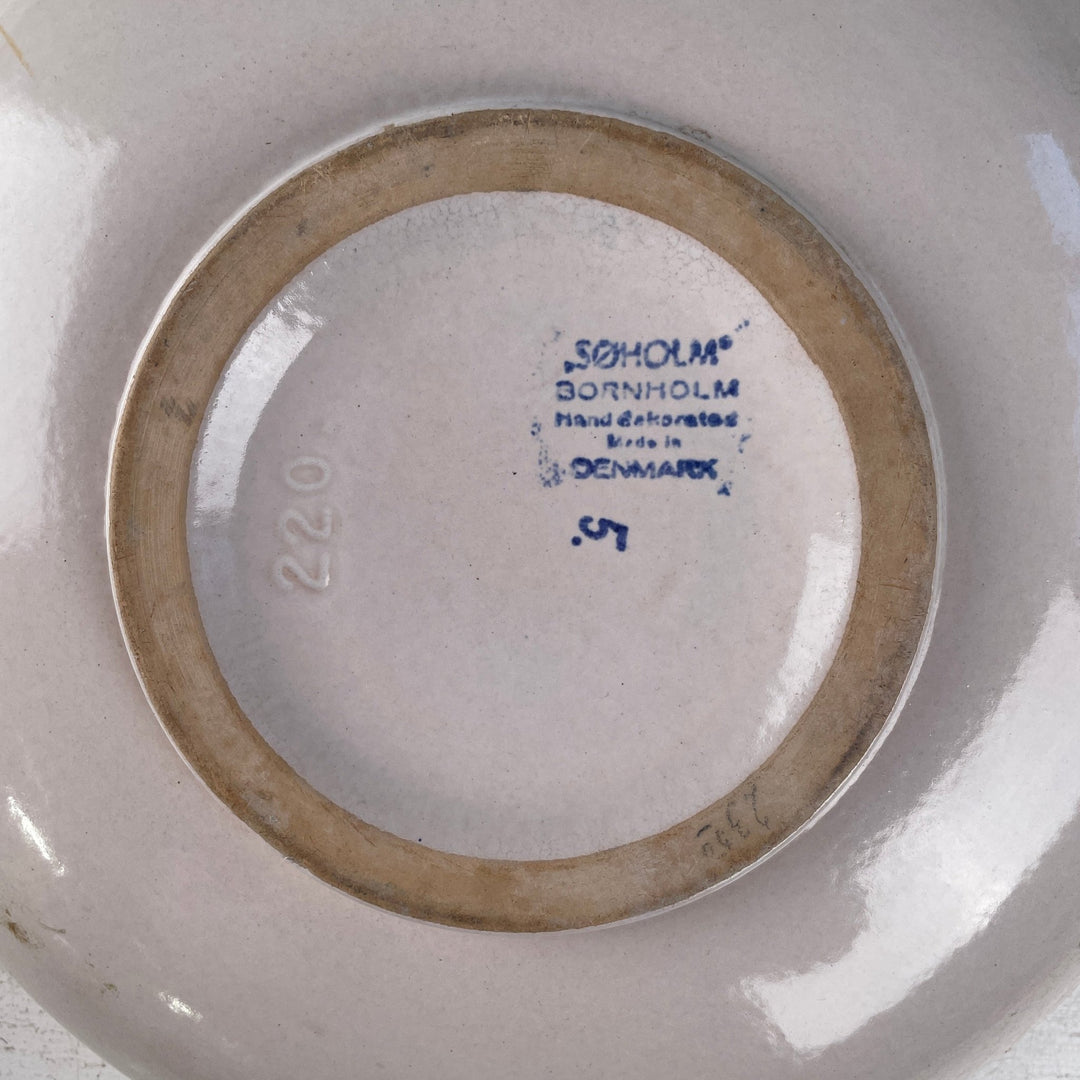 „SØHOLM"
BORNHOLM
Hand dekorated
Made in
DENMARK
5.
220